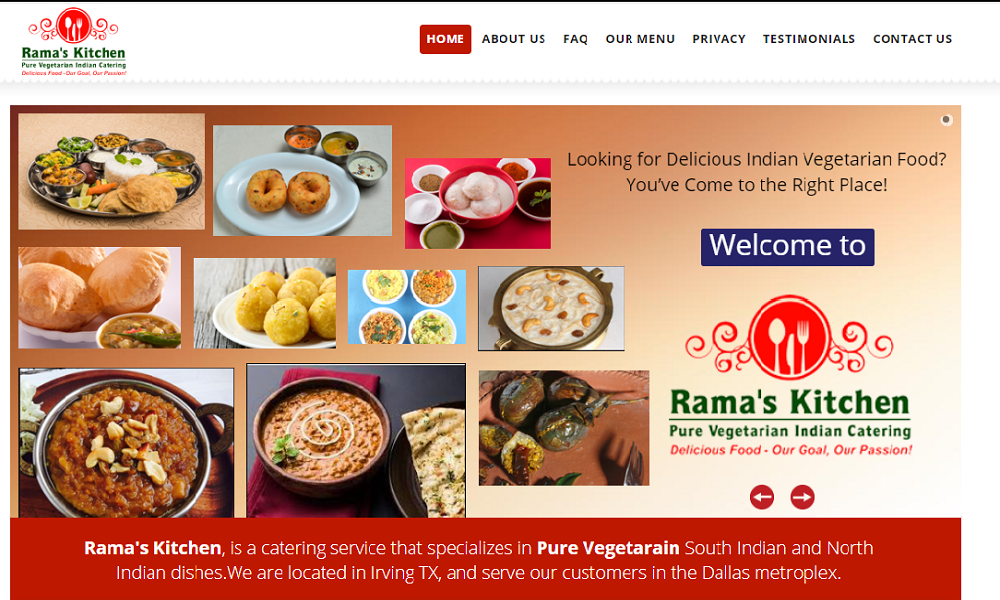 Rama's Kitchen
Pure Vegetarian Indian Catering
Delicious Food - Our Goal, Our Passion!
HOME ABOUT US FAQ OUR MENU PRIVACY TESTIMONIALS CONTACT US
Looking for Delicious Indian Vegetarian Food?
You’ve Come to the Right Place!
Welcome to
Rama's Kitchen
Pure Vegetarian Indian Catering
Delicious Food - Our Goal, Our Passion!
Rama's Kitchen, is a catering service that specializes in Pure Vegetarain South Indian and North
Indian dishes.We are located in Irving TX, and serve our customers in the Dallas metroplex.